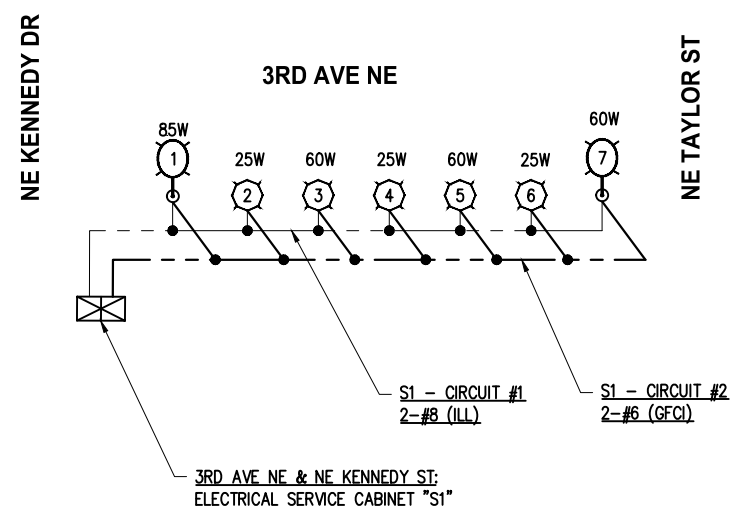 NE KENNEDY DR
3RD AVE NE
NE TAYLOR ST
85W
25W
60W
25W
60W
25W
60W
1
2
3
4
5
6
7
S1 - CIRCUIT #1
2-#8 (ILL)
S1 - CIRCUIT #2
2-#6 (GFCI)
3RD AVE NE & NE KENNEDY ST:
ELECTRICAL SERVICE CABINET "S1"